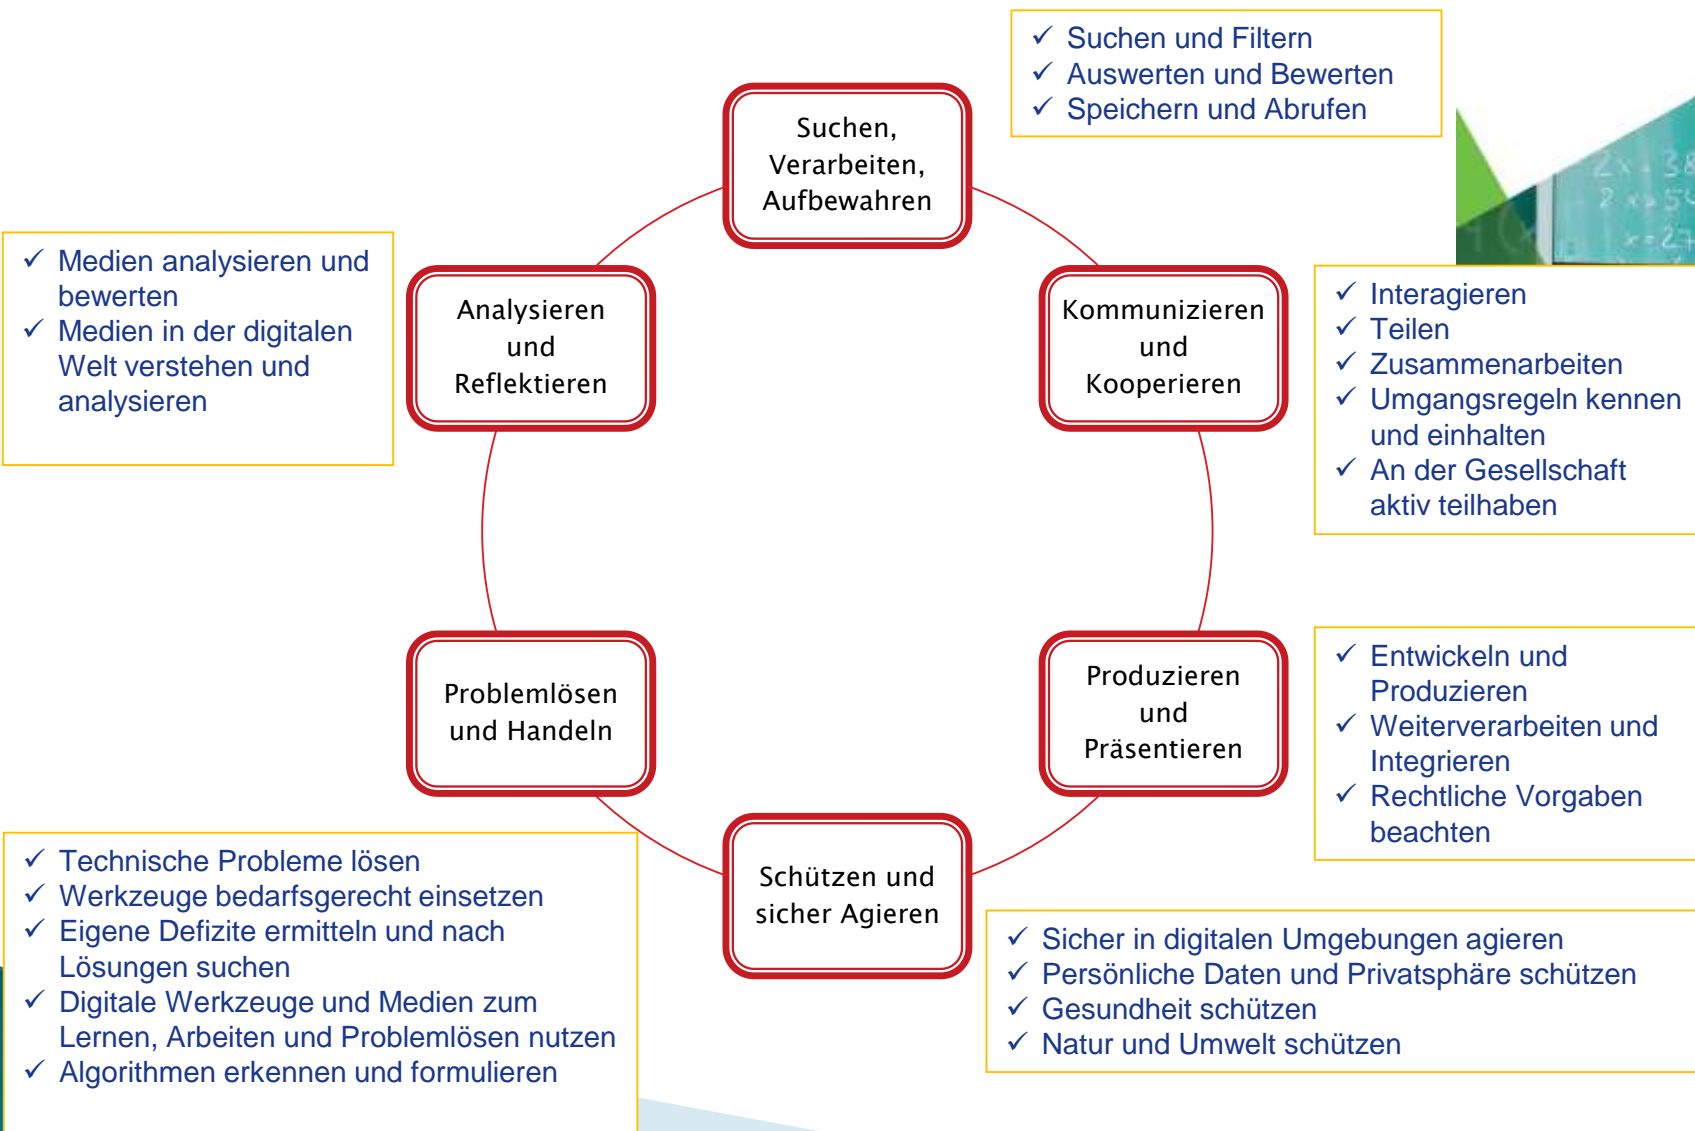 ✓ Suchen und Filtern
✓ Auswerten und Bewerten
✓ Speichern und Abrufen
Suchen,
Verarbeiten,
Aufbewahren
2x
38
2x
54
x=27
✓ Medien analysieren und
bewerten
✓ Medien in der digitalen
Welt verstehen und
analysieren
Analysieren
und
Reflektieren
Kommunizieren
und
Kooperieren
✓ Interagieren
✓ Teilen
✓ Zusammenarbeiten
✓ Umgangsregeln kennen
und einhalten
✓ An der Gesellschaft
aktiv teilhaben
Problemlösen
und Handeln
Produzieren
und
Präsentieren
✓ Entwickeln und
Produzieren
✓ Weiterverarbeiten und
Integrieren
✓ Rechtliche Vorgaben
beachten
✓ Technische Probleme lösen
✓ Werkzeuge bedarfsgerecht einsetzen
✓ Eigene Defizite ermitteln und nach
Lösungen suchen
✓ Digitale Werkzeuge und Medien zum
Lernen, Arbeiten und Problemlösen nutzen
✓ Algorithmen erkennen und formulieren
Schützen und
sicher Agieren
✓ Sicher in digitalen Umgebungen agieren
✓ Persönliche Daten und Privatsphäre schützen
✓ Gesundheit schützen
✓ Natur und Umwelt schützen